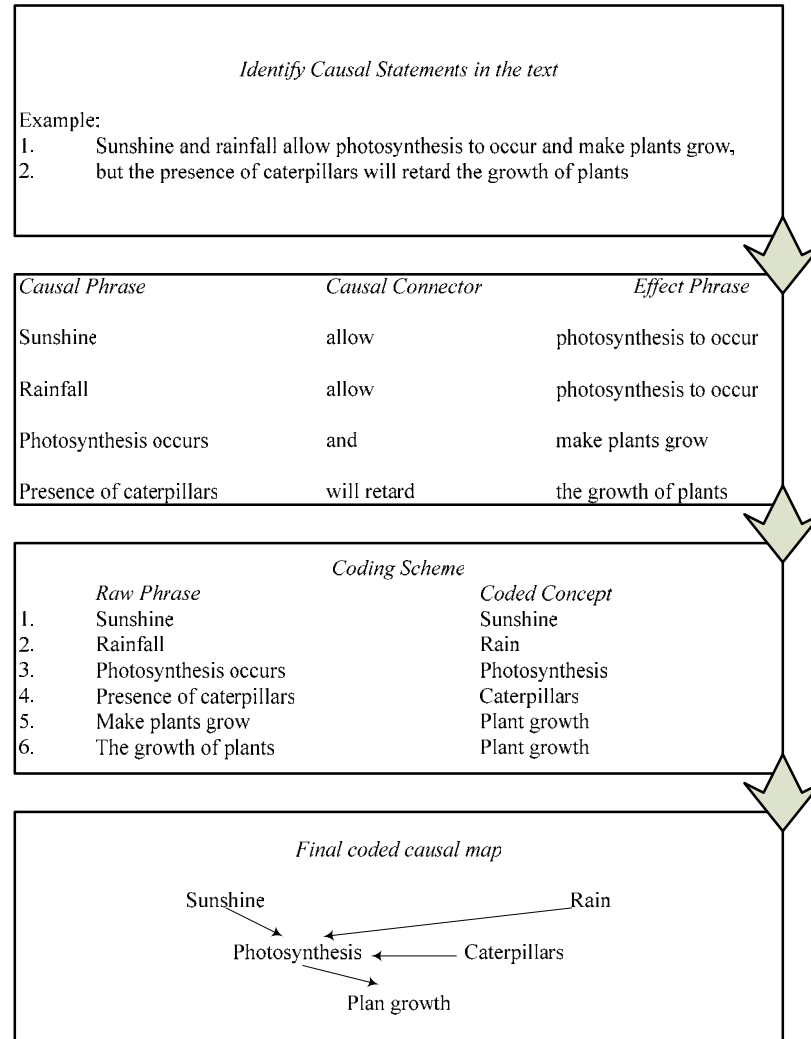 Identify Causal Statements in the text
Example:
1. Sunshine and rainfall allow photosynthesis to occur and make plants grow,
2. but the presence of caterpillars will retard the growth of plants
Causal Phrase Causal Connector Effect Phrase
Sunshine allow photosynthesis to occur
Rainfall allow photosynthesis to occur
Photosynthesis occurs and make plants grow
Presence of caterpillars will retard the growth of plants
Coding Scheme
Raw Phrase Coded Concept
1. Sunshine Sunshine
2. Rainfall Rain
3. Photosynthesis occurs Photosynthesis
4. Presence of caterpillars Caterpillars
5. Make plants grow Plant growth
6. The growth of plants Plant growth
Final coded causal map
Sunshine Rain
Photosynthesis Caterpillars
Plan growth